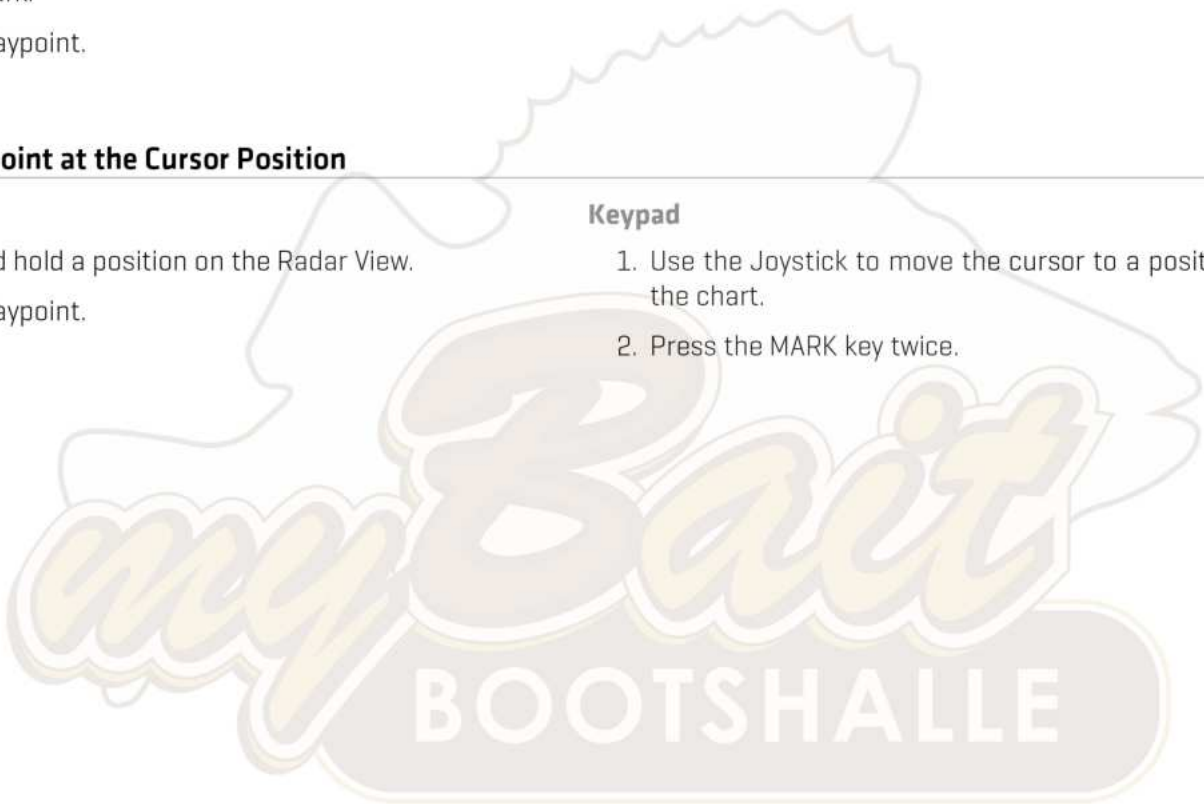 aypoint.
oint at the Cursor Position
d hold a position on the Radar View.
aypoint.
Keypad
1. Use the Joystick to move the cursor to a posit
the chart.
2. Press the MARK key twice.
myBait
BOOTSHALLE